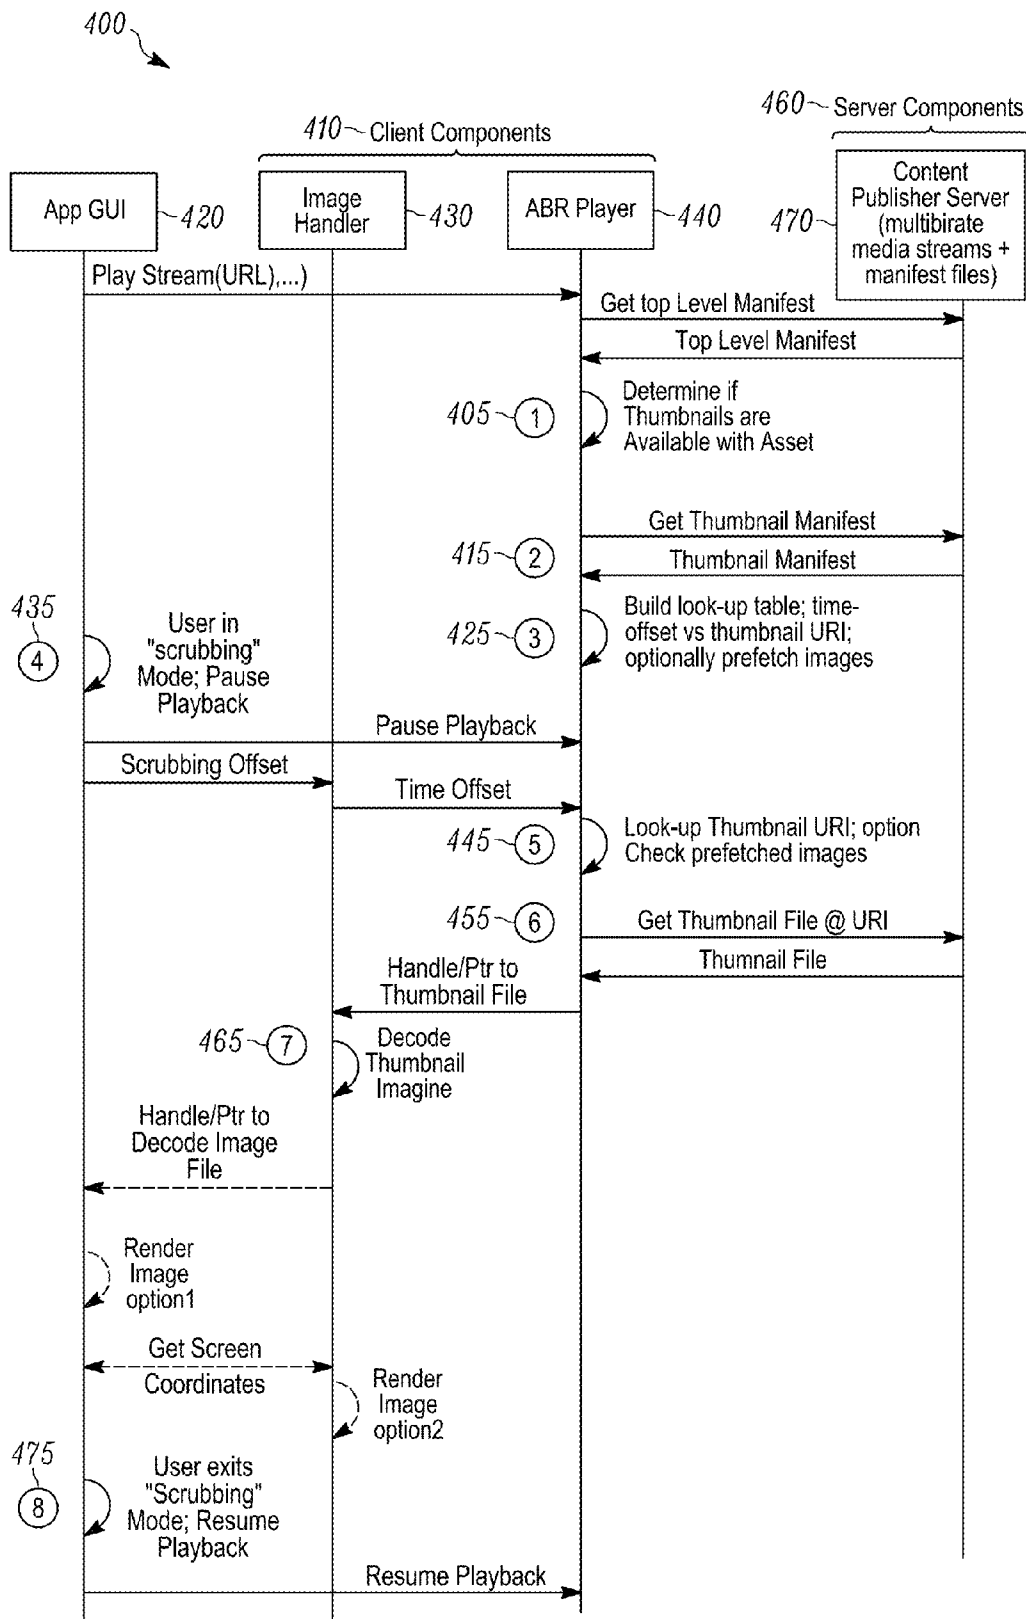 400
460 Server Components
410 Client Components
App GUI
420
Image
Handler
430
ABR Player
440
470
Content
Publisher Server
(multibirate
media streams +
manifest files)
Play Stream(URL),...)
Get top Level Manifest
Top Level Manifest
405
1
Determine if
Thumbnails are
Available with Asset
Get Thumbnail Manifest
415
2
Thumbnail Manifest
425
3
Build look-up table; time-
offset vs thumbnail URI;
optionally prefetch images
435
4
User in
"scrubbing"
Mode; Pause
Playback
Pause Playback
Scrubbing Offset
Time Offset
445
5
Look-up Thumbnail URI; option
Check prefetched images
455
6
Get Thumbnail File @ URI
Thumnail File
Handle/Ptr to
Thumbnail File
465
7
Decode
Thumbnail
Imagine
Handle/Ptr to
Decode Image
File
Render
Image
option1
Get Screen
Coordinates
Render
Image
option2
475
8
User exits
"Scrubbing"
Mode; Resume
Playback
Resume Playback